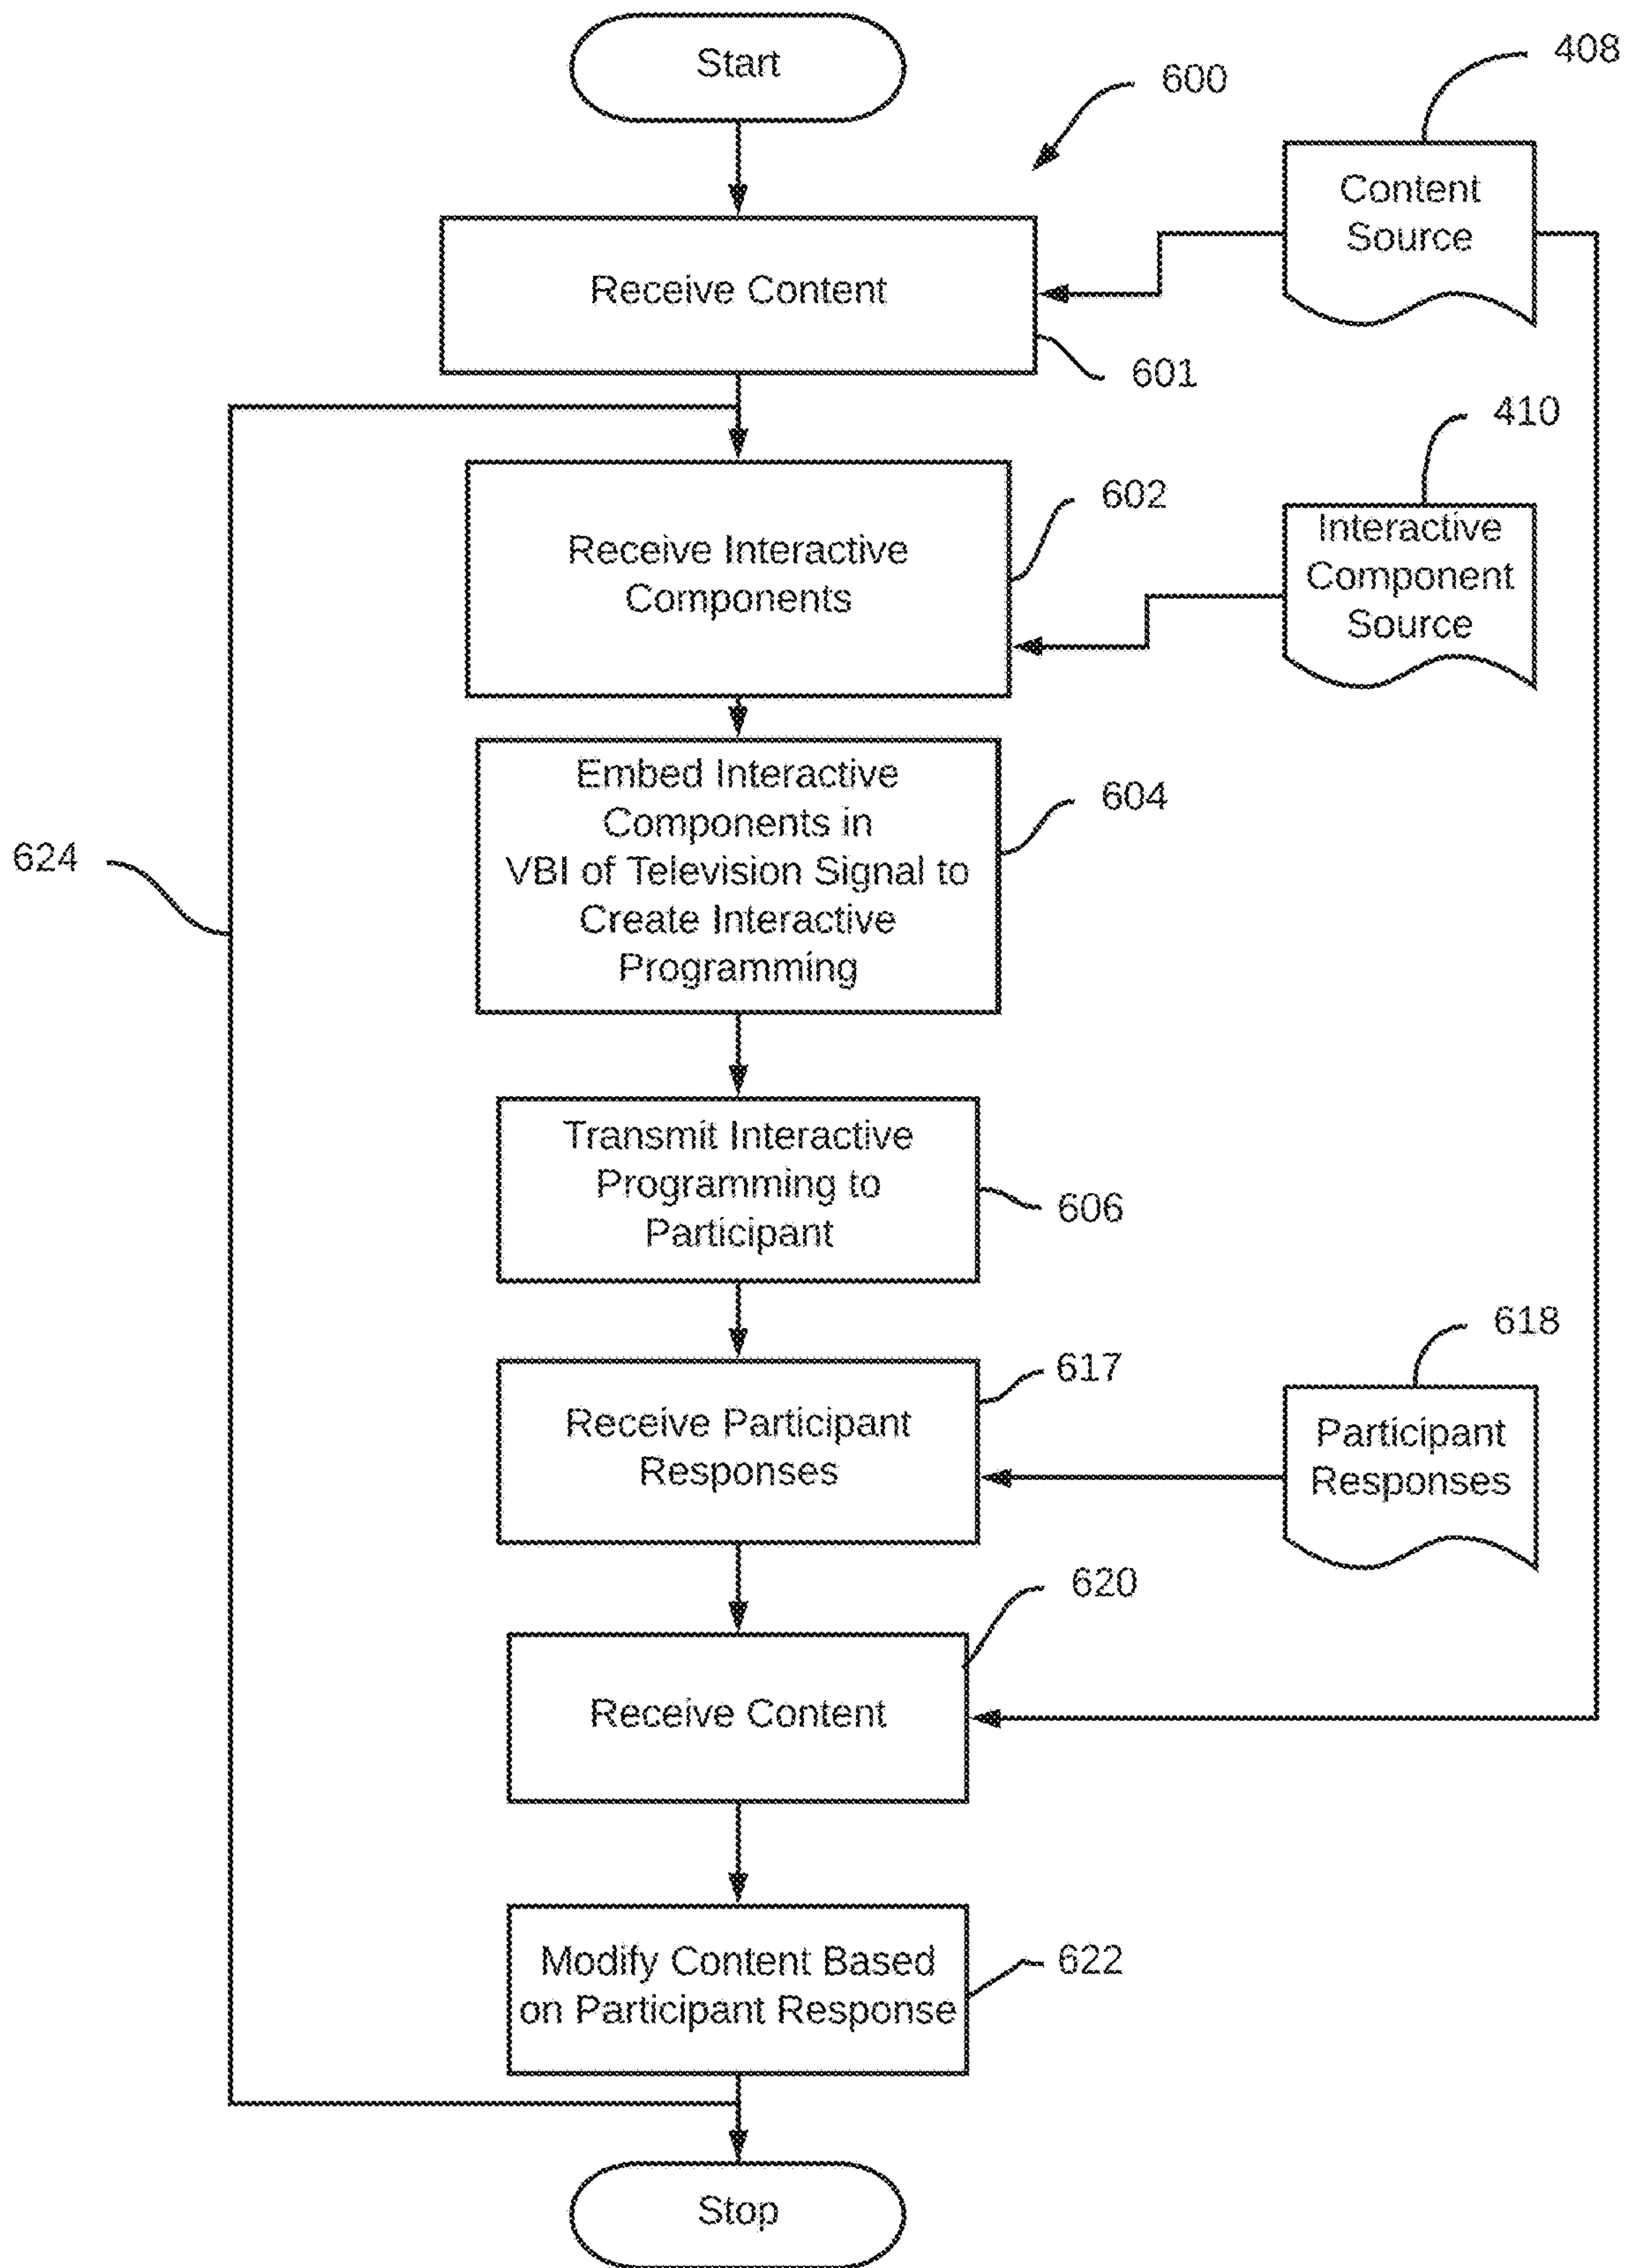 Start
600
408
Content
Source
Receive Content
601
410
602
Interactive
Component
Source
Receive Interactive
Components
Embed Interactive
Components in
VBI of Television Signal to
Create Interactive
Programming
604
624
Transmit Interactive
Programming to
Participant
606
618
617
Receive Participant
Responses
Participant
Responses
620
Receive Content
Modify Content Based
on Participant Response
622
Stop